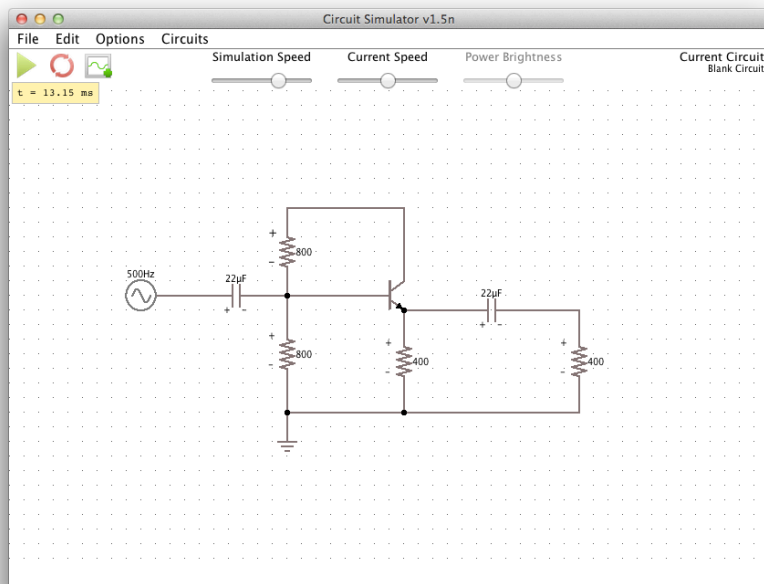 Circuit Simulator v1.5n
File Edit Options Circuits
Simulation Speed Current Speed Power Brightness Current Circuit
Blank Circuit
t = 13.15 ms
+
800
-
500Hz
22µF
+ -
22µF
+ -
+
800
-
+
400
-
+
400
-